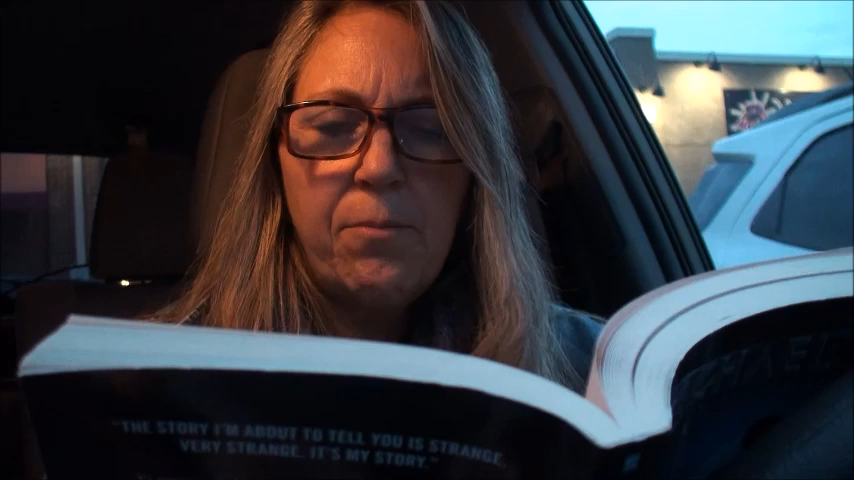 "THE STORY I'M ABOUT TO TELL YOU IS STRANGE,
VERY STRANGE. IT'S MY STORY."